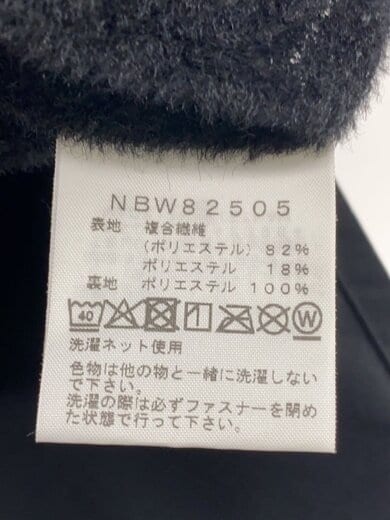 NBW82505
表地 複合繊維
(ポリエステル) 82%
ポリエステル 18%
裏地 ポリエステル 100%
40 W
洗濯ネット使用
色物は他の物と一緒に洗濯しない
で下さい。
洗濯の際は必ずファスナーを閉め
た状態で行って下さい。